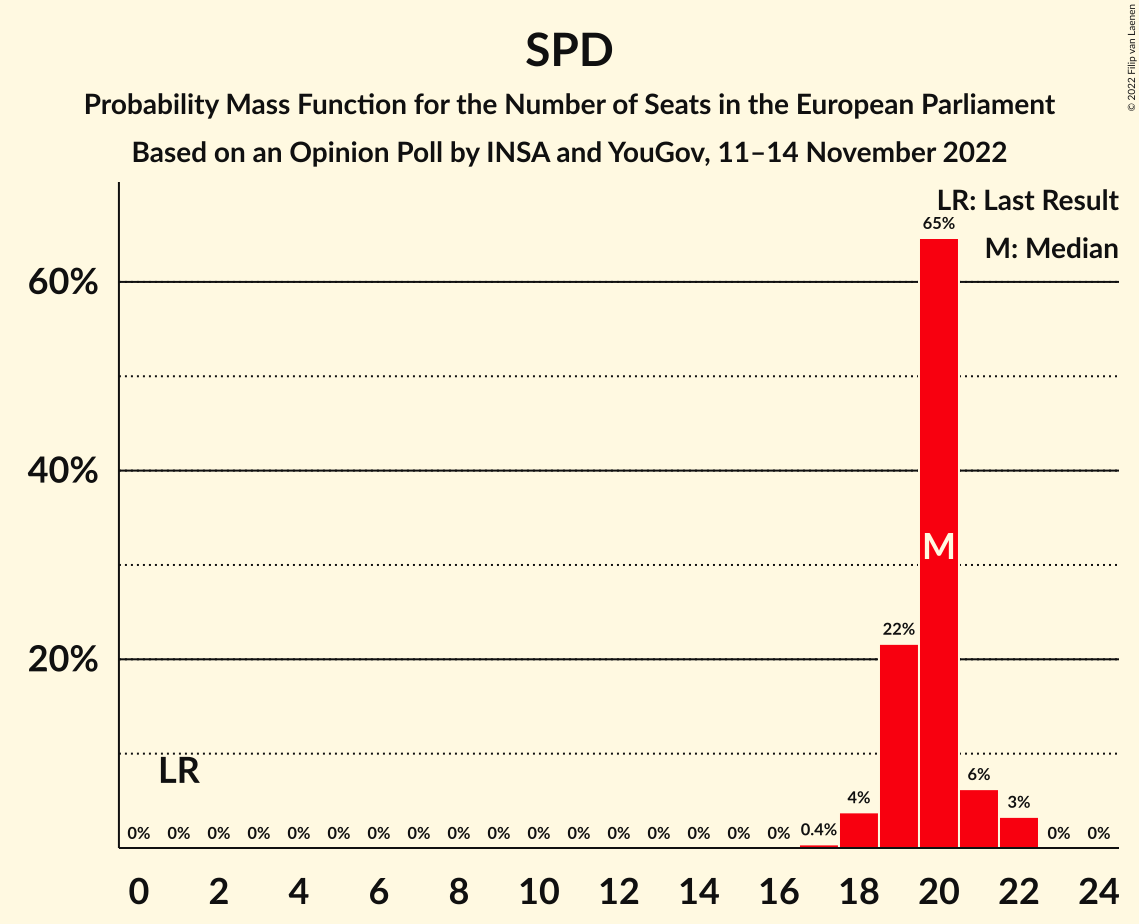 SPD
Probability Mass Function for the Number of Seats in the European Parliament
Based on an Opinion Poll by INSA and YouGov, 11–14 November 2022
© 2022 Filip van Laenen
LR: Last Result
M: Median
65%
60%
40%
M
22%
20%
LR
6%
4%
3%
0% 0% 0% 0% 0% 0% 0% 0% 0% 0% 0% 0% 0% 0% 0% 0% 0% 0.4% 0% 0%
0 2 4 6 8 10 12 14 16 18 20 22 24